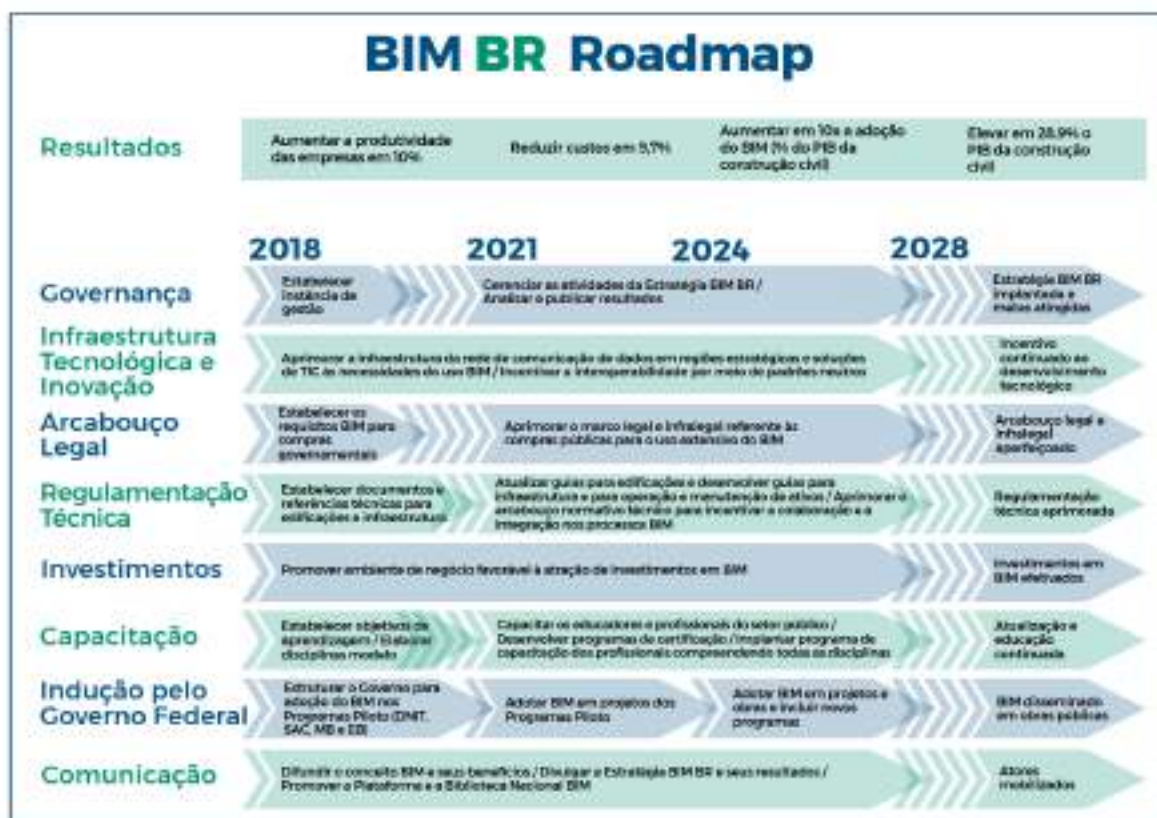 BIM BR Roadmap
Resultados
Aumentar a produtividade
das empresas em 10%
Reduzir custos em 9,7%
Aumentar em 10x a adoção
do BIM (% do PIB da
construção civil)
Elevar em 28,9% o
PIB da construção
civil
2018
2021
2024
2028
Governança
Estabelecer
instância de
gestão
Gerenciar as atividades da Estratégia BIM BR /
Analisar e publicar resultados
Estratégia BIM BR
implantada e
metas atingidas
Infraestrutura
Tecnológica e
Inovação
Aprimorar a infraestrutura da rede de comunicação de dados em regiões estratégicas e soluções
de TIC às necessidades do uso BIM / Incentivar a interoperabilidade por meio de padrões neutros
Incentivo
continuado ao
desenvolvimento
tecnológico
Arcabouço
Legal
Estabelecer os
requisitos BIM para
compras
governamentais
Aprimorar o marco legal e infralegal referente às
compras públicas para o uso extensivo do BIM
Arcabouço legal e
infralegal
aperfeiçoado
Regulamentação
Técnica
Estabelecer documentos e
referências técnicas para
edificações e infraestrutura
Atualizar guias para edificações e desenvolver guias para
infraestrutura e para operação e manutenção de ativos / Aprimorar o
arcabouço normativo técnico para incentivar a colaboração e a
integração nos processos BIM
Regulamentação
técnica aprimorada
Investimentos
Promover ambiente de negócio favorável à atração de investimentos em BIM
Investimentos em
BIM efetivados
Capacitação
Estabelecer objetivos de
aprendizagem / Elaborar
disciplinas modelo
Capacitar os educadores e profissionais do setor público /
Desenvolver programas de certificação / Implantar programa de
capacitação dos profissionais compreendendo todas as disciplinas
Atualização e
educação
continuada
Indução pelo
Governo Federal
Estruturar o Governo para
adoção do BIM nos
Programas Piloto (DNIT,
SAC, MB e EB)
Adotar BIM em projetos dos
Programas Piloto
Adotar BIM em projetos e
obras e incluir novos
programas
BIM disseminado
em obras públicas
Comunicação
Difundir o conceito BIM e seus benefícios / Divulgar a Estratégia BIM BR e seus resultados /
Promover a Plataforma e a Biblioteca Nacional BIM
Atores
mobilizados